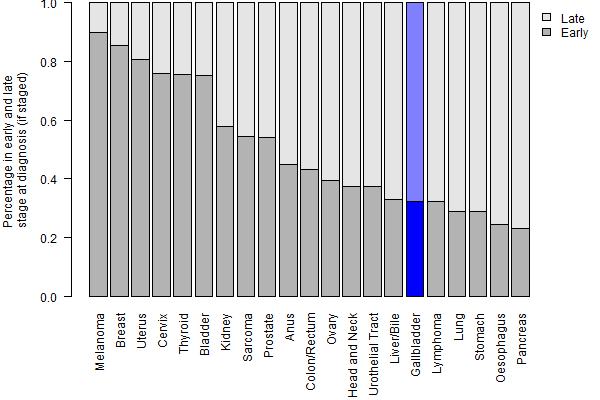 Percentage in early and late
stage at diagnosis (if staged)
1.0
0.8
0.6
0.4
0.2
0.0
Late
Early
Melanoma
Breast
Uterus
Cervix
Thyroid
Bladder
Kidney
Sarcoma
Prostate
Anus
Colon/Rectum
Ovary
Head and Neck
Urothelial Tract
Liver/Bile
Gallbladder
Lymphoma
Lung
Stomach
Oesophagus
Pancreas